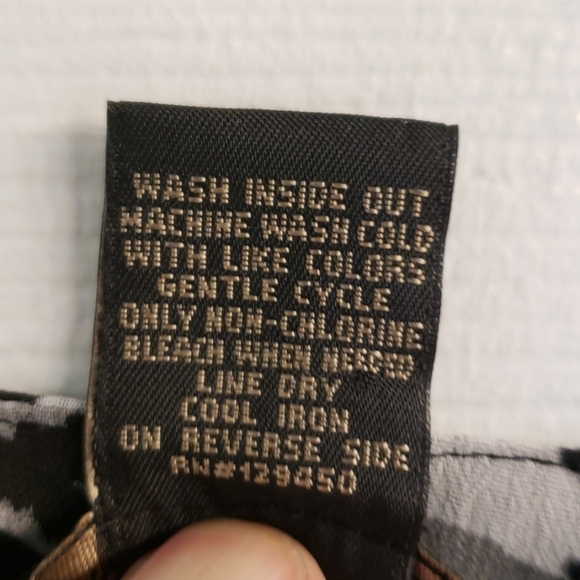 WASH INSIDE OUT
MACHINE WASH COLD
WITH LIKE COLORS
GENTLE CYCLE
ONLY NON-CHLORINE
BLEACH WHEN NEEDED
LINE DRY
COOL IRON
ON REVERSE SIDE
RN#129450